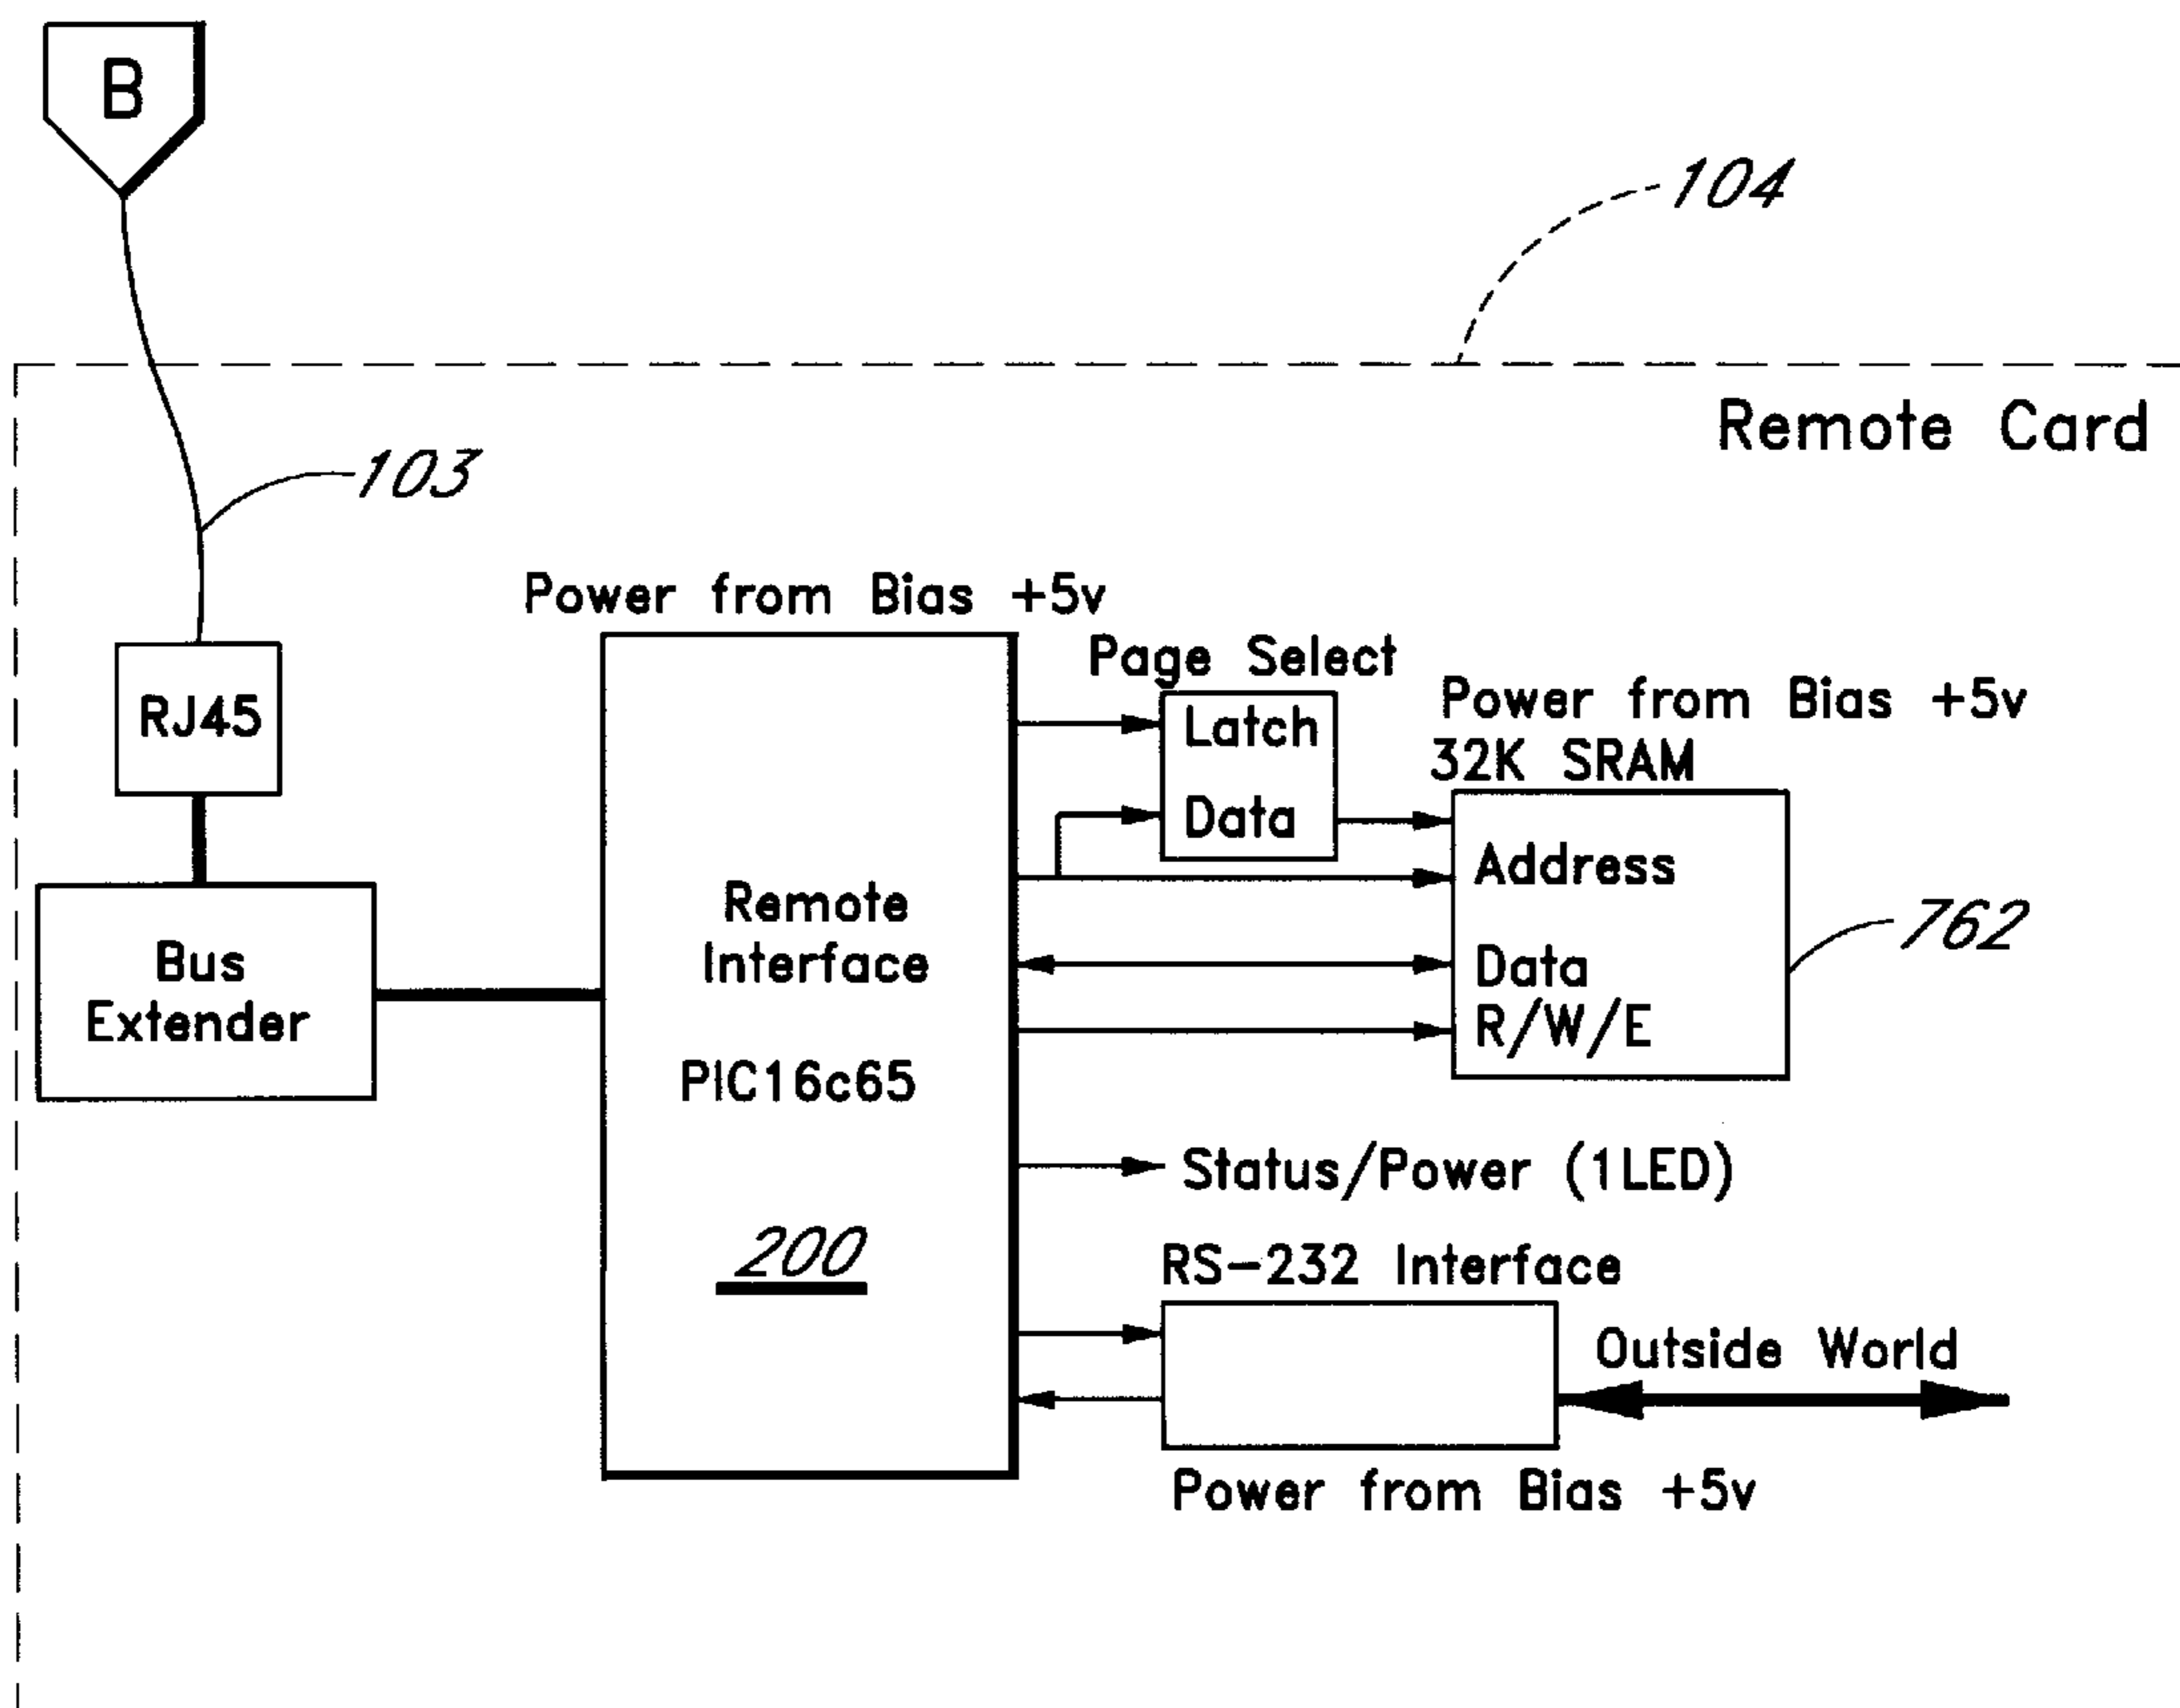 B
104
Remote Card
103
Power from Bias +5v
Page Select
Power from Bias +5v
32K SRAM
RJ45
Latch
Data
Address
762
Data
R/W/E
Remote
Interface
PIC16c65
200
Bus
Extender
Status/Power (1LED)
RS-232 Interface
Outside World
Power from Bias +5v